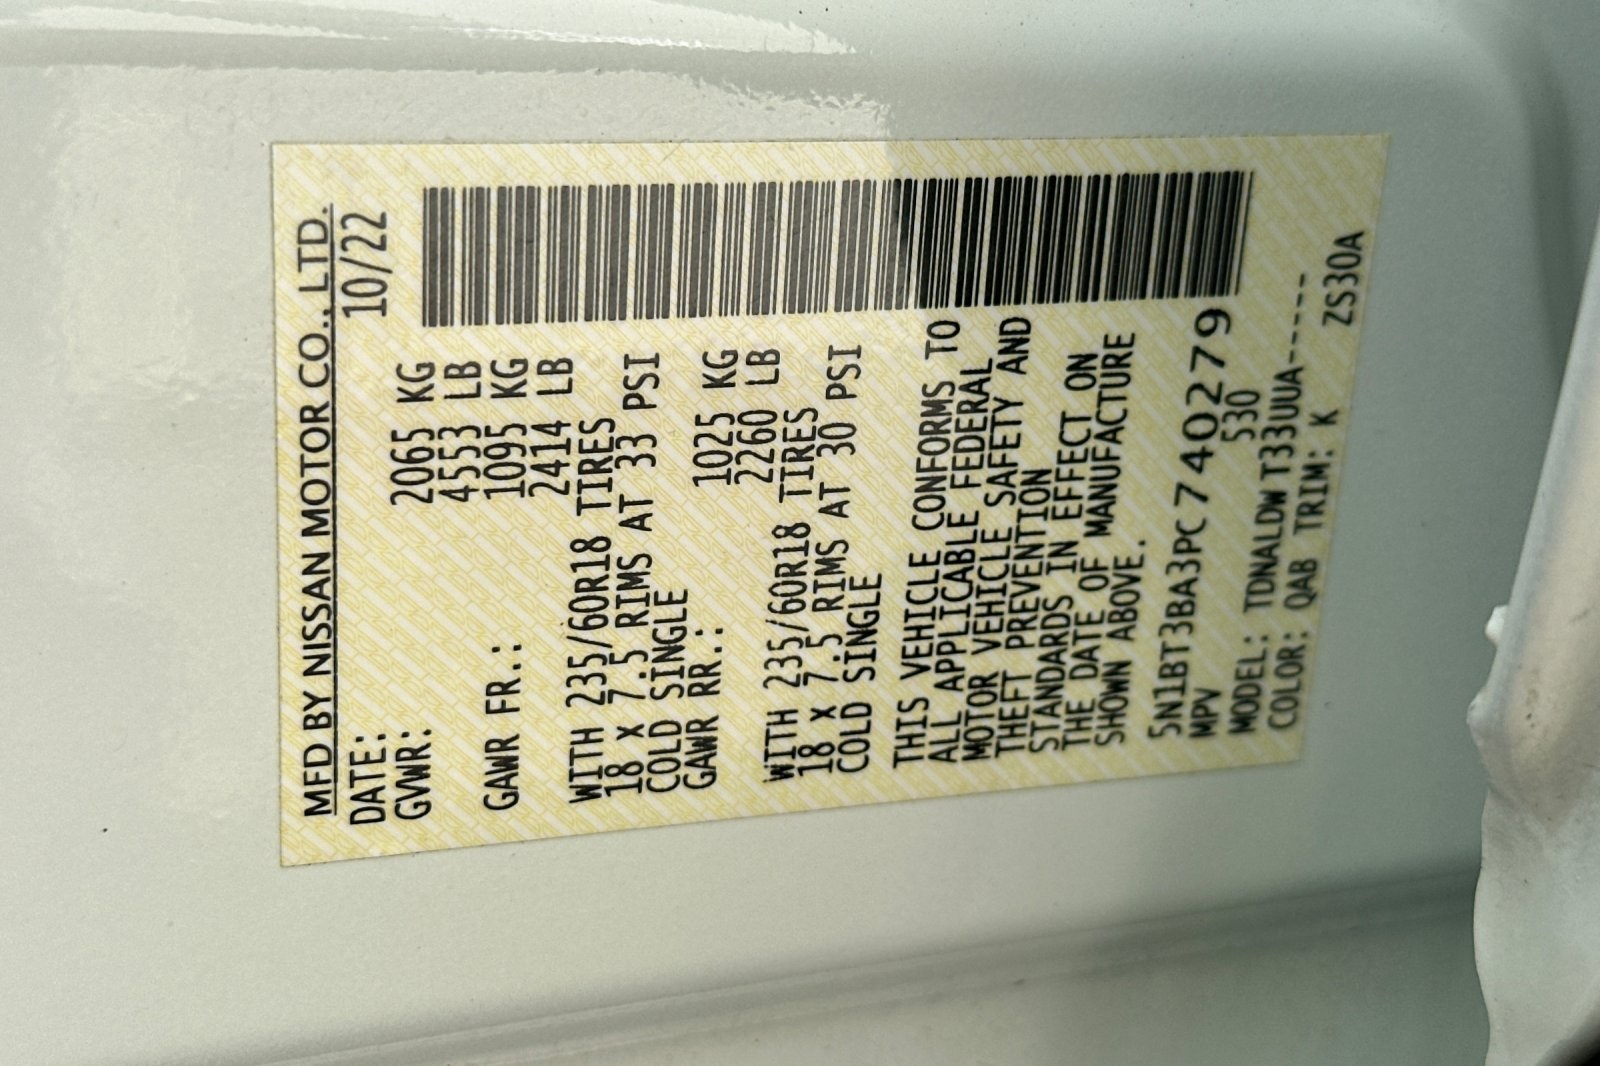 MFD BY NISSAN MOTOR CO., LTD.
DATE: 10/22
GVWR: 2065 KG
4553 LB
GAWR FR.: 1095 KG
2414 LB
WITH 235/60R18 TIRES
18 X 7.5 RIMS AT 33 PSI
COLD SINGLE
GAWR RR.: 1025 KG
2260 LB
WITH 235/60R18 TIRES
18 X 7.5 RIMS AT 30 PSI
COLD SINGLE
THIS VEHICLE CONFORMS TO
ALL APPLICABLE FEDERAL
MOTOR VEHICLE SAFETY AND
THEFT PREVENTION
STANDARDS IN EFFECT ON
THE DATE OF MANUFACTURE
SHOWN ABOVE.
5N1BT3BA3PC740279
MPV 530
MODEL: TDNALDWT33UUA-----
COLOR: QAB TRIM: K ZS30A